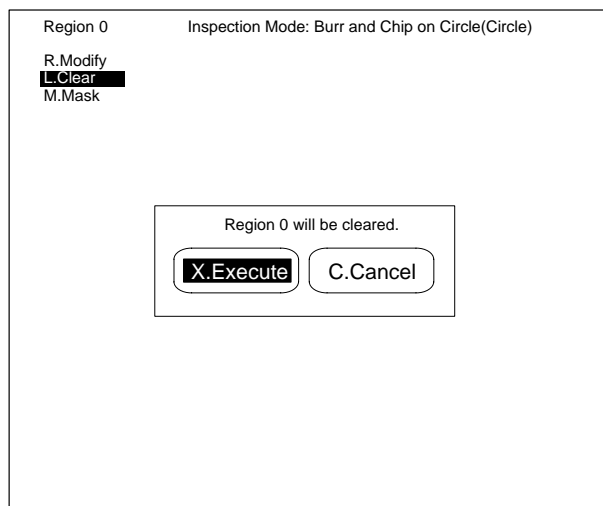 Region 0 Inspection Mode: Burr and Chip on Circle(Circle)
R.Modify
L.Clear
M.Mask
Region 0 will be cleared.
X.Execute C.Cancel